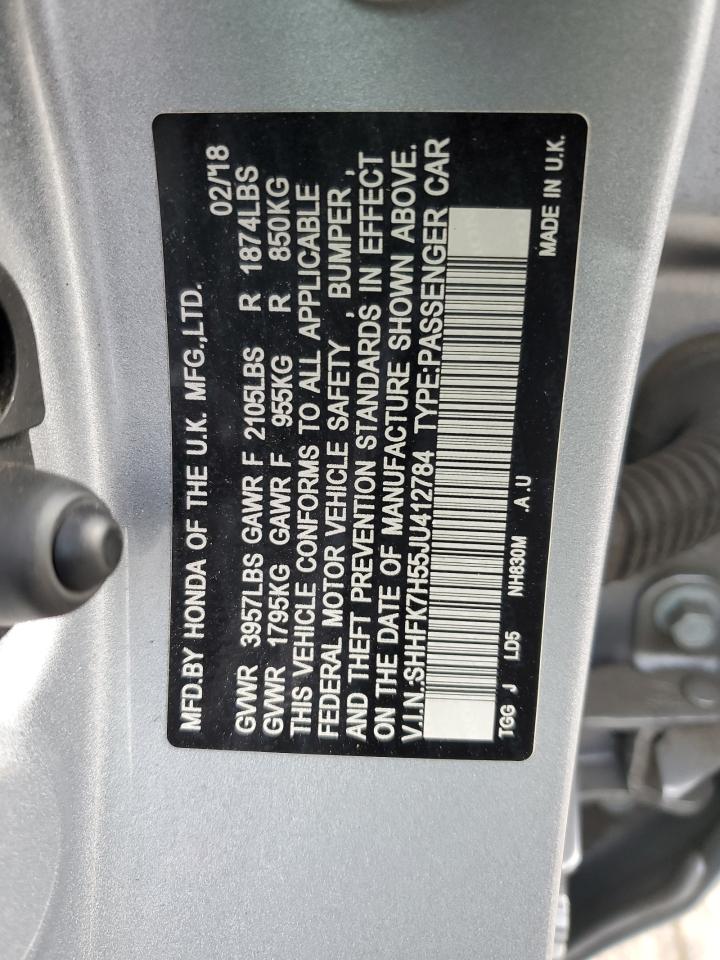 MFD.BY HONDA OF THE U.K. MFG.,LTD. 02/18
GVWR 3957LBS GAWR F 2105LBS R 1874LBS
GVWR 1795KG GAWR F 955KG R 850KG
THIS VEHICLE CONFORMS TO ALL APPLICABLE
FEDERAL MOTOR VEHICLE SAFETY , BUMPER ,
AND THEFT PREVENTION STANDARDS IN EFFECT
ON THE DATE OF MANUFACTURE SHOWN ABOVE.
V.I.N.:SHHFK7H55JU412784 TYPE:PASSENGER CAR
TGG J LD5 NH830M .A U MADE IN U.K.